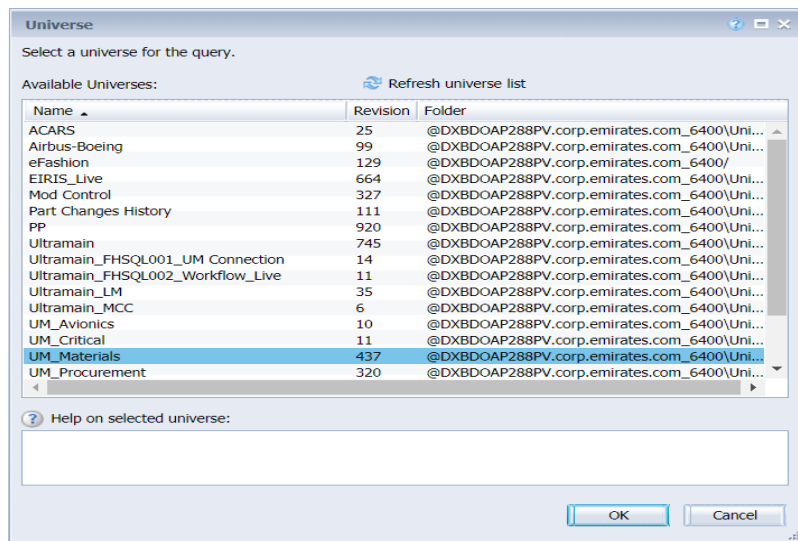 Universe
Select a universe for the query.
Available Universes: Refresh universe list
Name Revision Folder
ACARS 25 @DXBDOAP288PV.corp.emirates.com_6400\Uni...
Airbus-Boeing 99 @DXBDOAP288PV.corp.emirates.com_6400\Uni...
eFashion 129 @DXBDOAP288PV.corp.emirates.com_6400/
EIRIS_Live 664 @DXBDOAP288PV.corp.emirates.com_6400\Uni...
Mod Control 327 @DXBDOAP288PV.corp.emirates.com_6400\Uni...
Part Changes History 111 @DXBDOAP288PV.corp.emirates.com_6400\Uni...
PP 920 @DXBDOAP288PV.corp.emirates.com_6400\Uni...
Ultramain 745 @DXBDOAP288PV.corp.emirates.com_6400\Uni...
Ultramain_FHSQL001_UM Connection 14 @DXBDOAP288PV.corp.emirates.com_6400\Uni...
Ultramain_FHSQL002_Workflow_Live 11 @DXBDOAP288PV.corp.emirates.com_6400\Uni...
Ultramain_LM 35 @DXBDOAP288PV.corp.emirates.com_6400\Uni...
Ultramain_MCC 6 @DXBDOAP288PV.corp.emirates.com_6400\Uni...
UM_Avionics 10 @DXBDOAP288PV.corp.emirates.com_6400\Uni...
UM_Critical 11 @DXBDOAP288PV.corp.emirates.com_6400\Uni...
UM_Materials 437 @DXBDOAP288PV.corp.emirates.com_6400\Uni...
UM_Procurement 320 @DXBDOAP288PV.corp.emirates.com_6400\Uni...
Help on selected universe:
OK Cancel